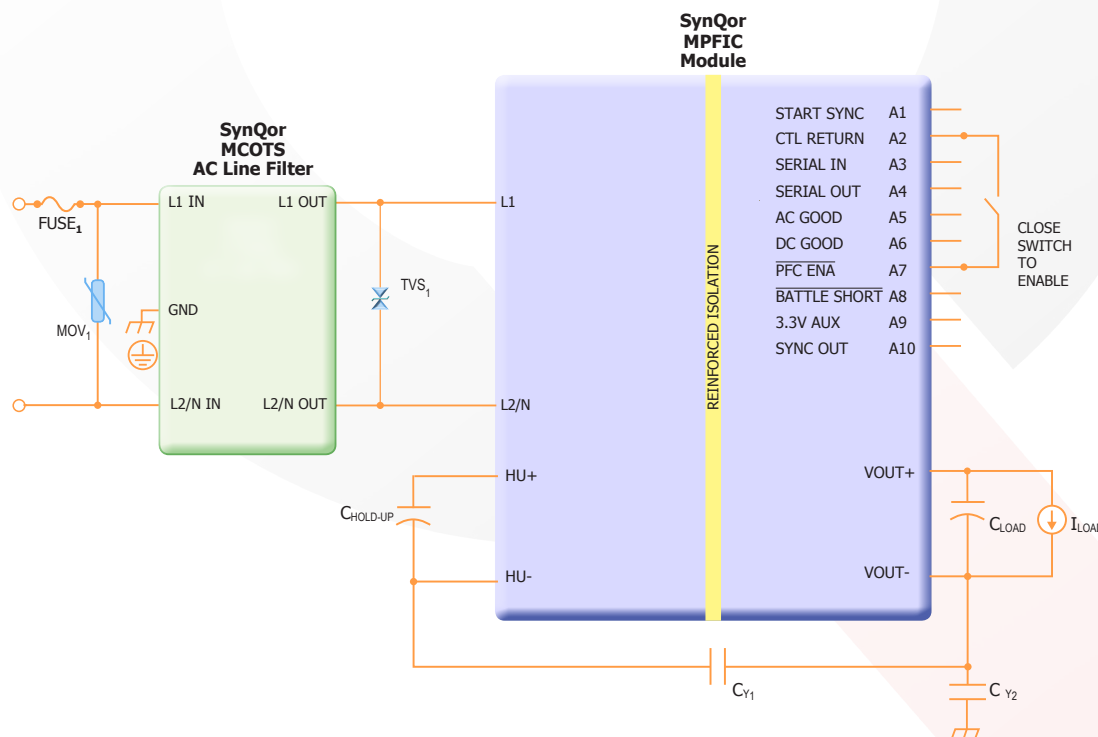 SynQor
MPFIC
Module
SynQor
MCOTS
AC Line Filter
FUSE1
MOV1
L1 IN
L1 OUT
GND
L2/N IN
L2/N OUT
TVS1
L1
L2/N
HU+
HU-
CHOLD-UP
REINFORCED ISOLATION
START SYNC A1
CTL RETURN A2
SERIAL IN A3
SERIAL OUT A4
AC GOOD A5
DC GOOD A6
PFC ENA A7
BATTLE SHORT A8
3.3V AUX A9
SYNC OUT A10
CLOSE
SWITCH
TO
ENABLE
VOUT+
VOUT-
CLOAD
ILOAD
CY1
C Y2